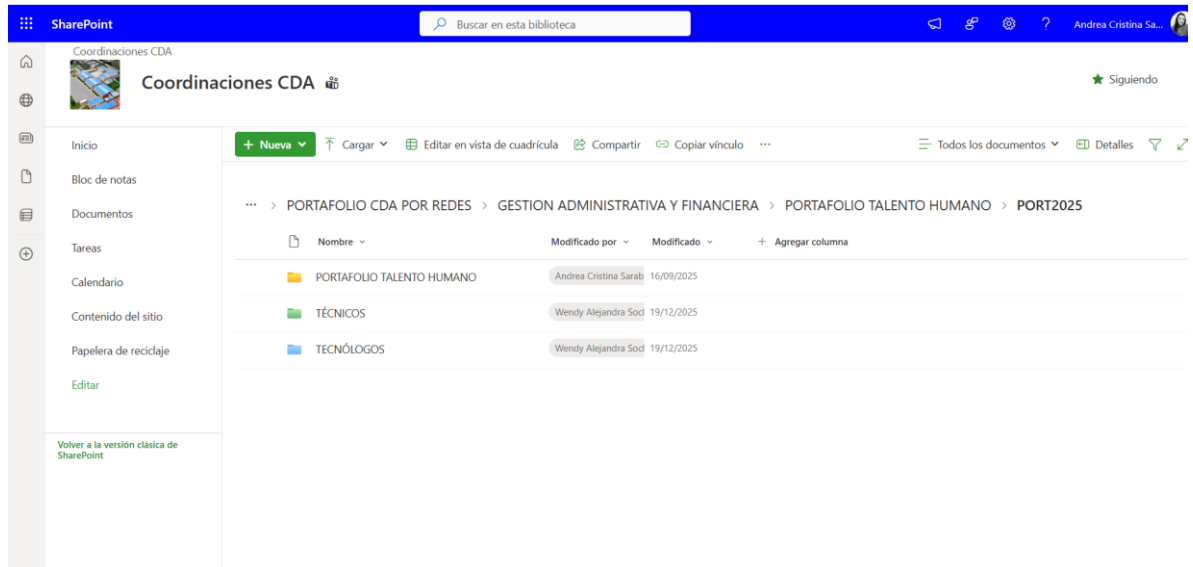 SharePoint
Buscar en esta biblioteca
Andrea Cristina Sa...
Coordinaciones CDA
Coordinaciones CDA
Siguiendo
Inicio
Bloc de notas
Documentos
Tareas
Calendario
Contenido del sitio
Papelera de reciclaje
Editar
Volver a la versión clásica de
SharePoint
+ Nueva Cargar Editar en vista de cuadrícula Compartir Copiar vínculo ... Todos los documentos Detalles
... > PORTAFOLIO CDA POR REDES > GESTION ADMINISTRATIVA Y FINANCIERA > PORTAFOLIO TALENTO HUMANO > PORT2025
Nombre Modificado por Modificado + Agregar columna
PORTAFOLIO TALENTO HUMANO Andrea Cristina Sarab 16/09/2025
TÉCNICOS Wendy Alejandra Socl 19/12/2025
TECNÓLOGOS Wendy Alejandra Socl 19/12/2025